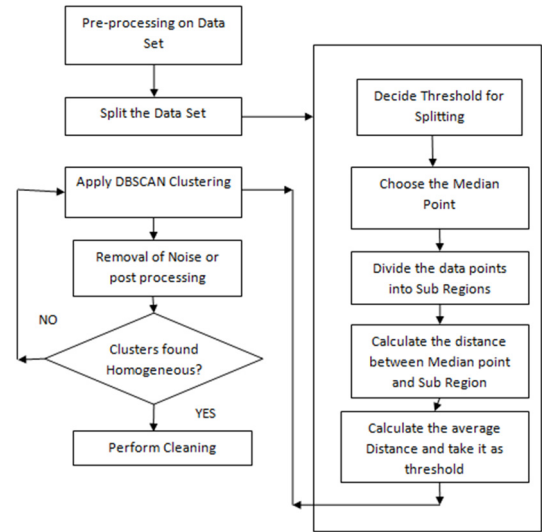 Pre-processing on Data
Set
Split the Data Set
Decide Threshold for
Splitting
Choose the Median
Point
Divide the data points
into Sub Regions
Calculate the distance
between Median point
and Sub Region
Calculate the average
Distance and take it as
threshold
Apply DBSCAN Clustering
Removal of Noise or
post processing
Clusters found
Homogeneous?
NO
YES
Perform Cleaning